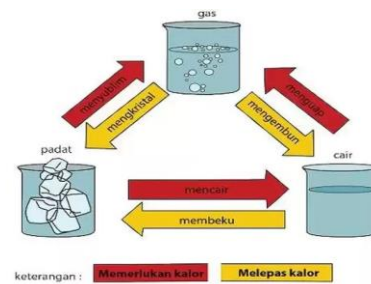 gas
menyublim
mengkristal
menguap
mengembun
padat
cair
mencair
membeku
keterangan : Memerlukan kalor Melepas kalor